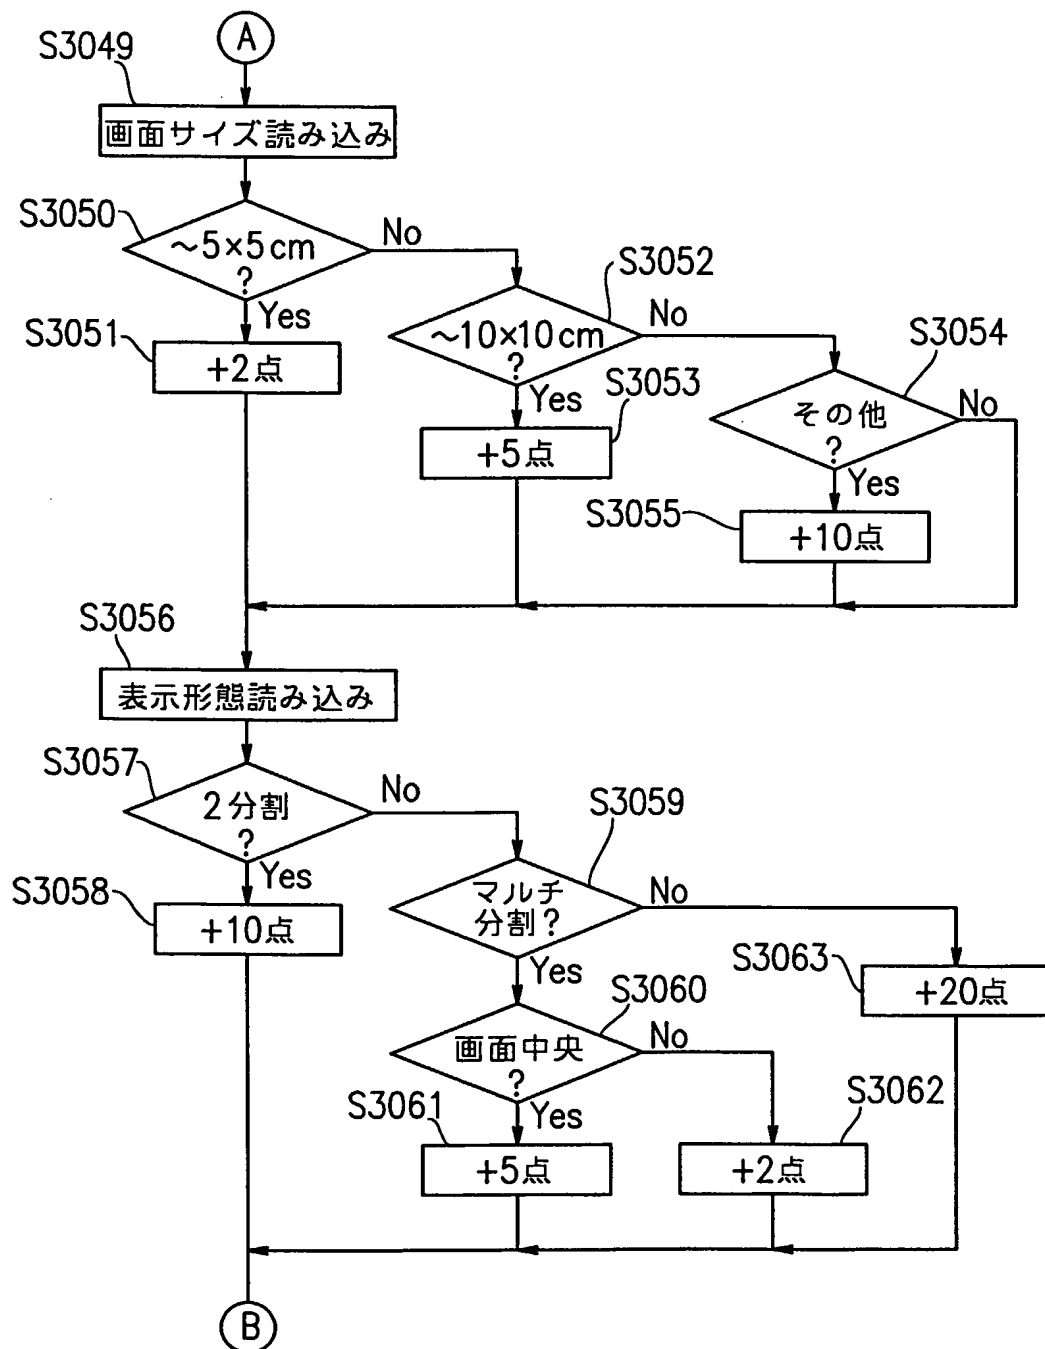 A
S3049
画面サイズ読み込み
S3050
~5×5cm
?
No
Yes
S3051
+2点
S3052
~10×10cm
?
No
Yes
S3053
+5点
S3054
その他
?
No
Yes
S3055
+10点
S3056
表示形態読み込み
S3057
2分割
?
No
Yes
S3058
+10点
S3059
マルチ
分割?
No
Yes
S3063
+20点
S3060
画面中央
?
No
Yes
S3061
+5点
S3062
+2点
B